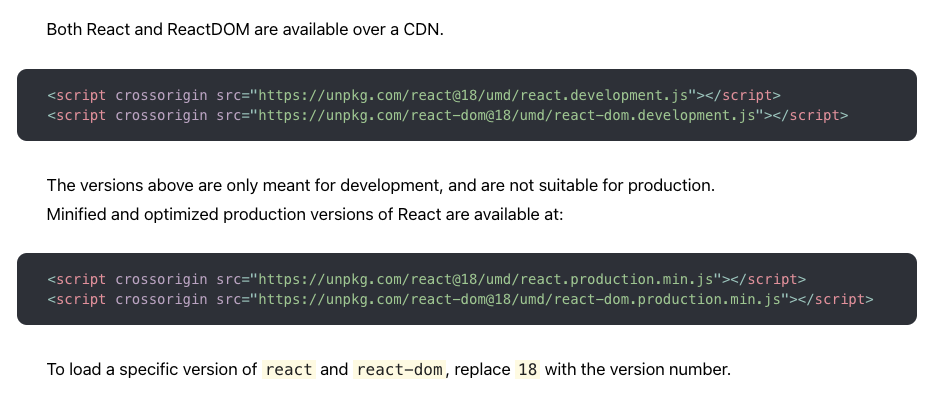 Both React and ReactDOM are available over a CDN.
<script crossorigin src="https://unpkg.com/react@18/umd/react.development.js"></script>
<script crossorigin src="https://unpkg.com/react-dom@18/umd/react-dom.development.js"></script>
The versions above are only meant for development, and are not suitable for production.
Minified and optimized production versions of React are available at:
<script crossorigin src="https://unpkg.com/react@18/umd/react.production.min.js"></script>
<script crossorigin src="https://unpkg.com/react-dom@18/umd/react-dom.production.min.js"></script>
To load a specific version of react and react-dom, replace 18 with the version number.